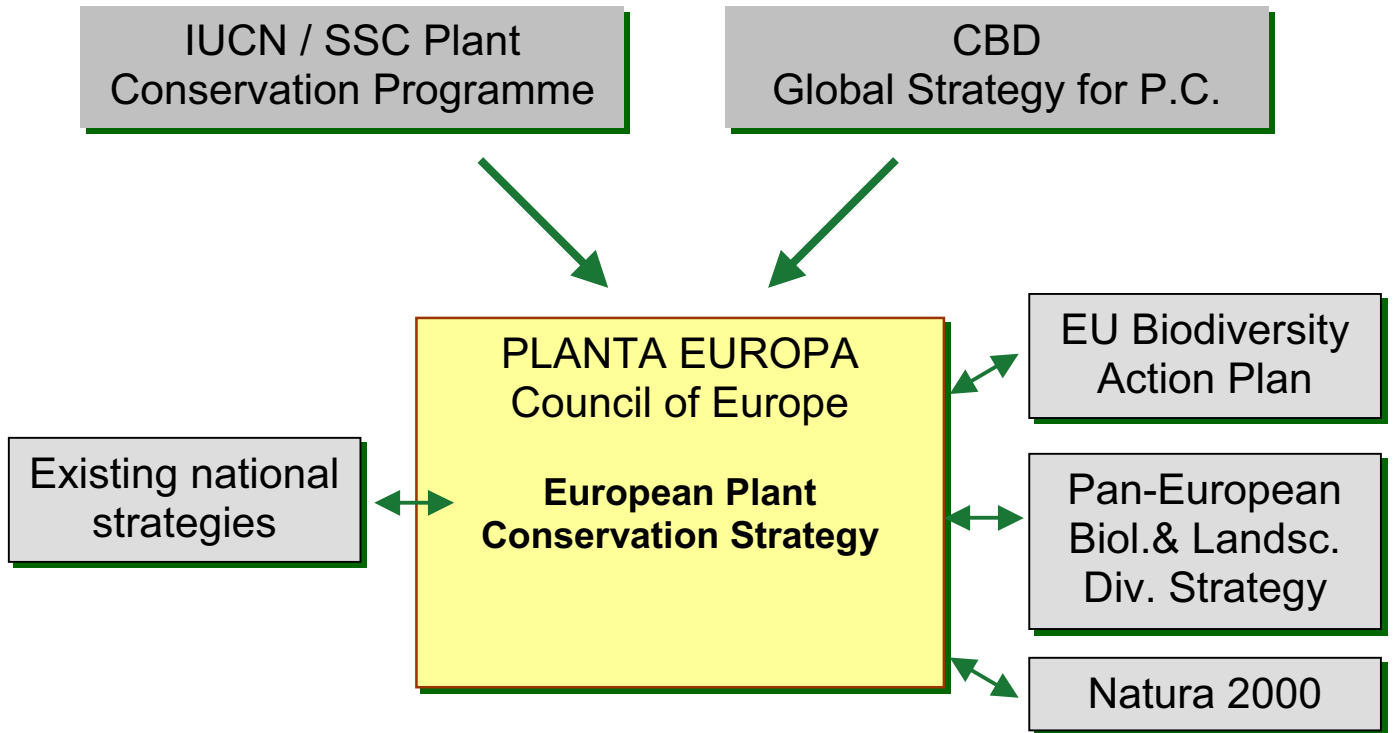 IUCN / SSC Plant
Conservation Programme
CBD
Global Strategy for P.C.
PLANTA EUROPA
Council of Europe
European Plant
Conservation Strategy
Existing national
strategies
EU Biodiversity
Action Plan
Pan-European
Biol.& Landsc.
Div. Strategy
Natura 2000